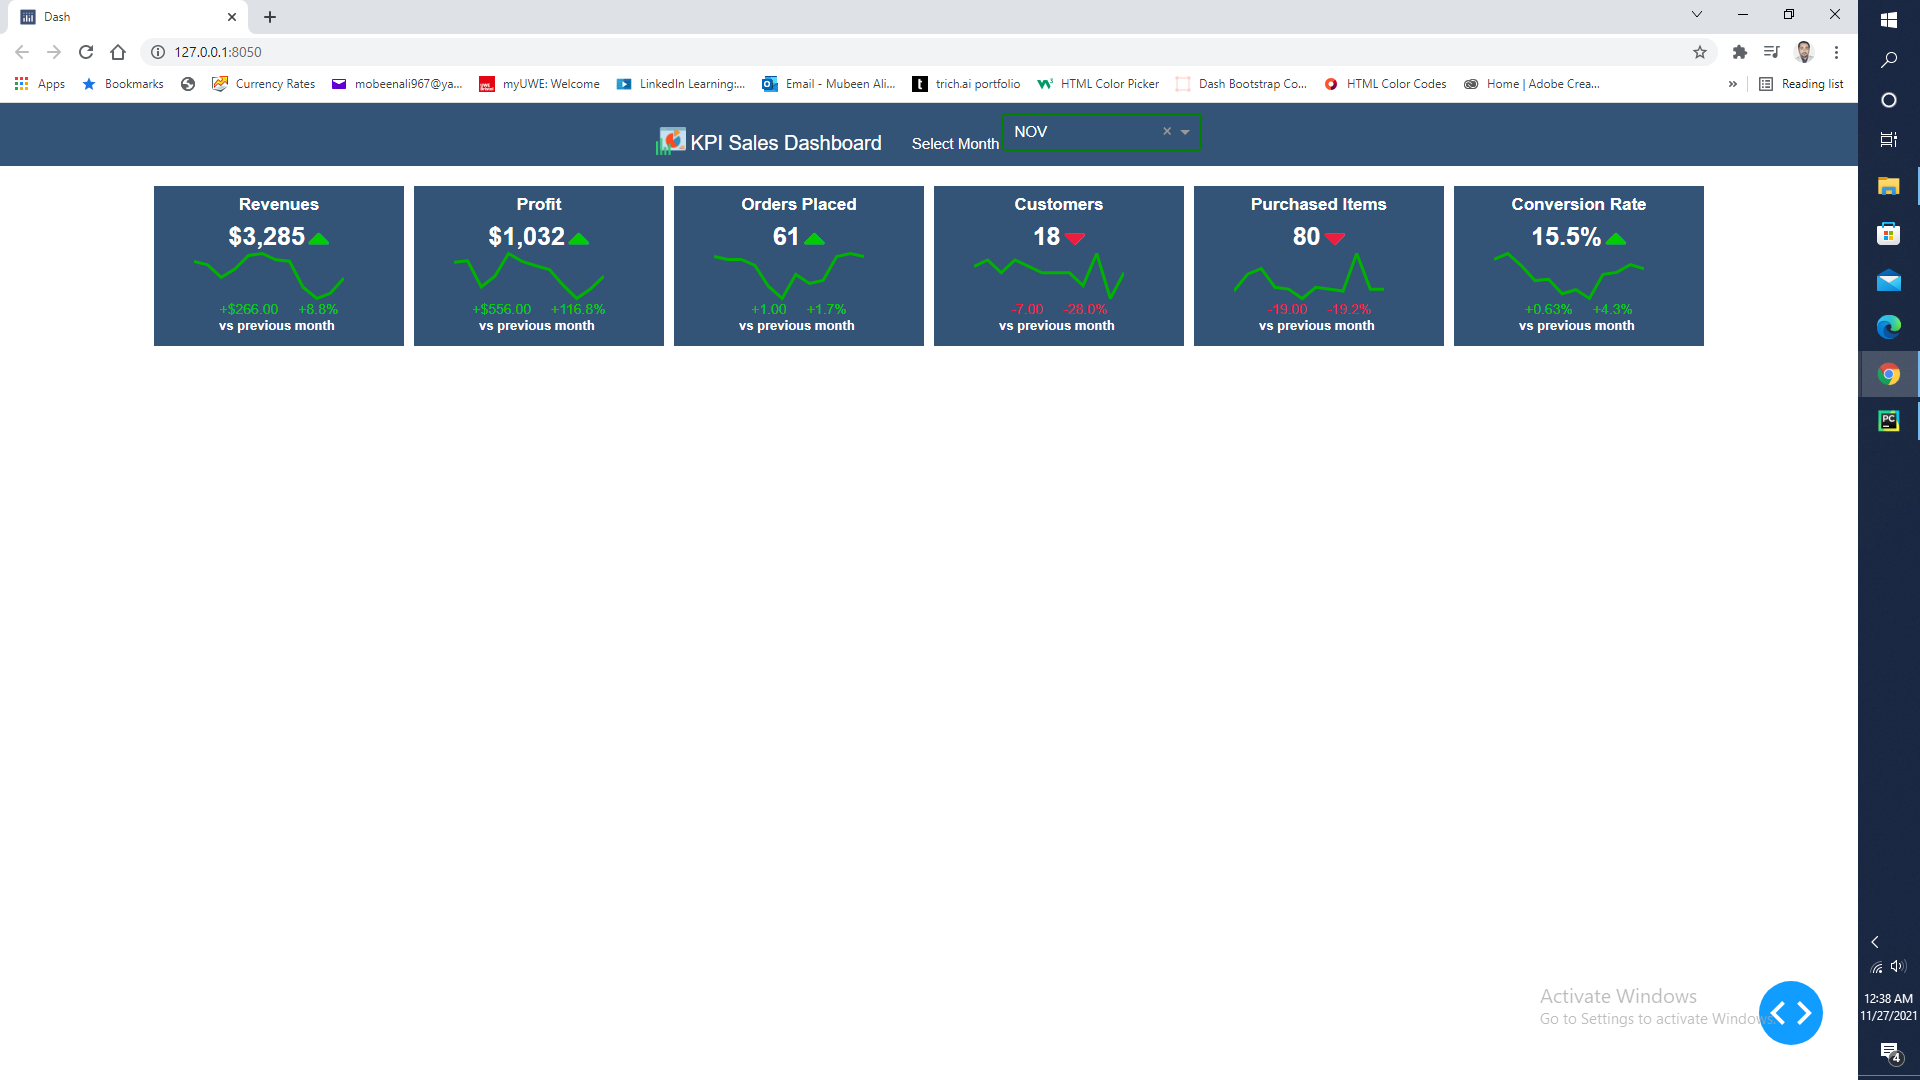 Dash
127.0.0.1:8050
Apps Bookmarks Currency Rates mobeenali967@ya... myUWE: Welcome LinkedIn Learning:... Email - Mubeen Ali... trich.ai portfolio HTML Color Picker Dash Bootstrap Co... HTML Color Codes Home | Adobe Crea... » Reading list
KPI Sales Dashboard Select Month NOV
Revenues
$3,285
+$266.00 +8.8%
vs previous month
Profit
$1,032
+$556.00 +116.8%
vs previous month
Orders Placed
61
+1.00 +1.7%
vs previous month
Customers
18
-7.00 -28.0%
vs previous month
Purchased Items
80
-19.00 -19.2%
vs previous month
Conversion Rate
15.5%
+0.63% +4.3%
vs previous month
Activate Windows
Go to Settings to activate Windows.
PC
12:38 AM
11/27/2021
4